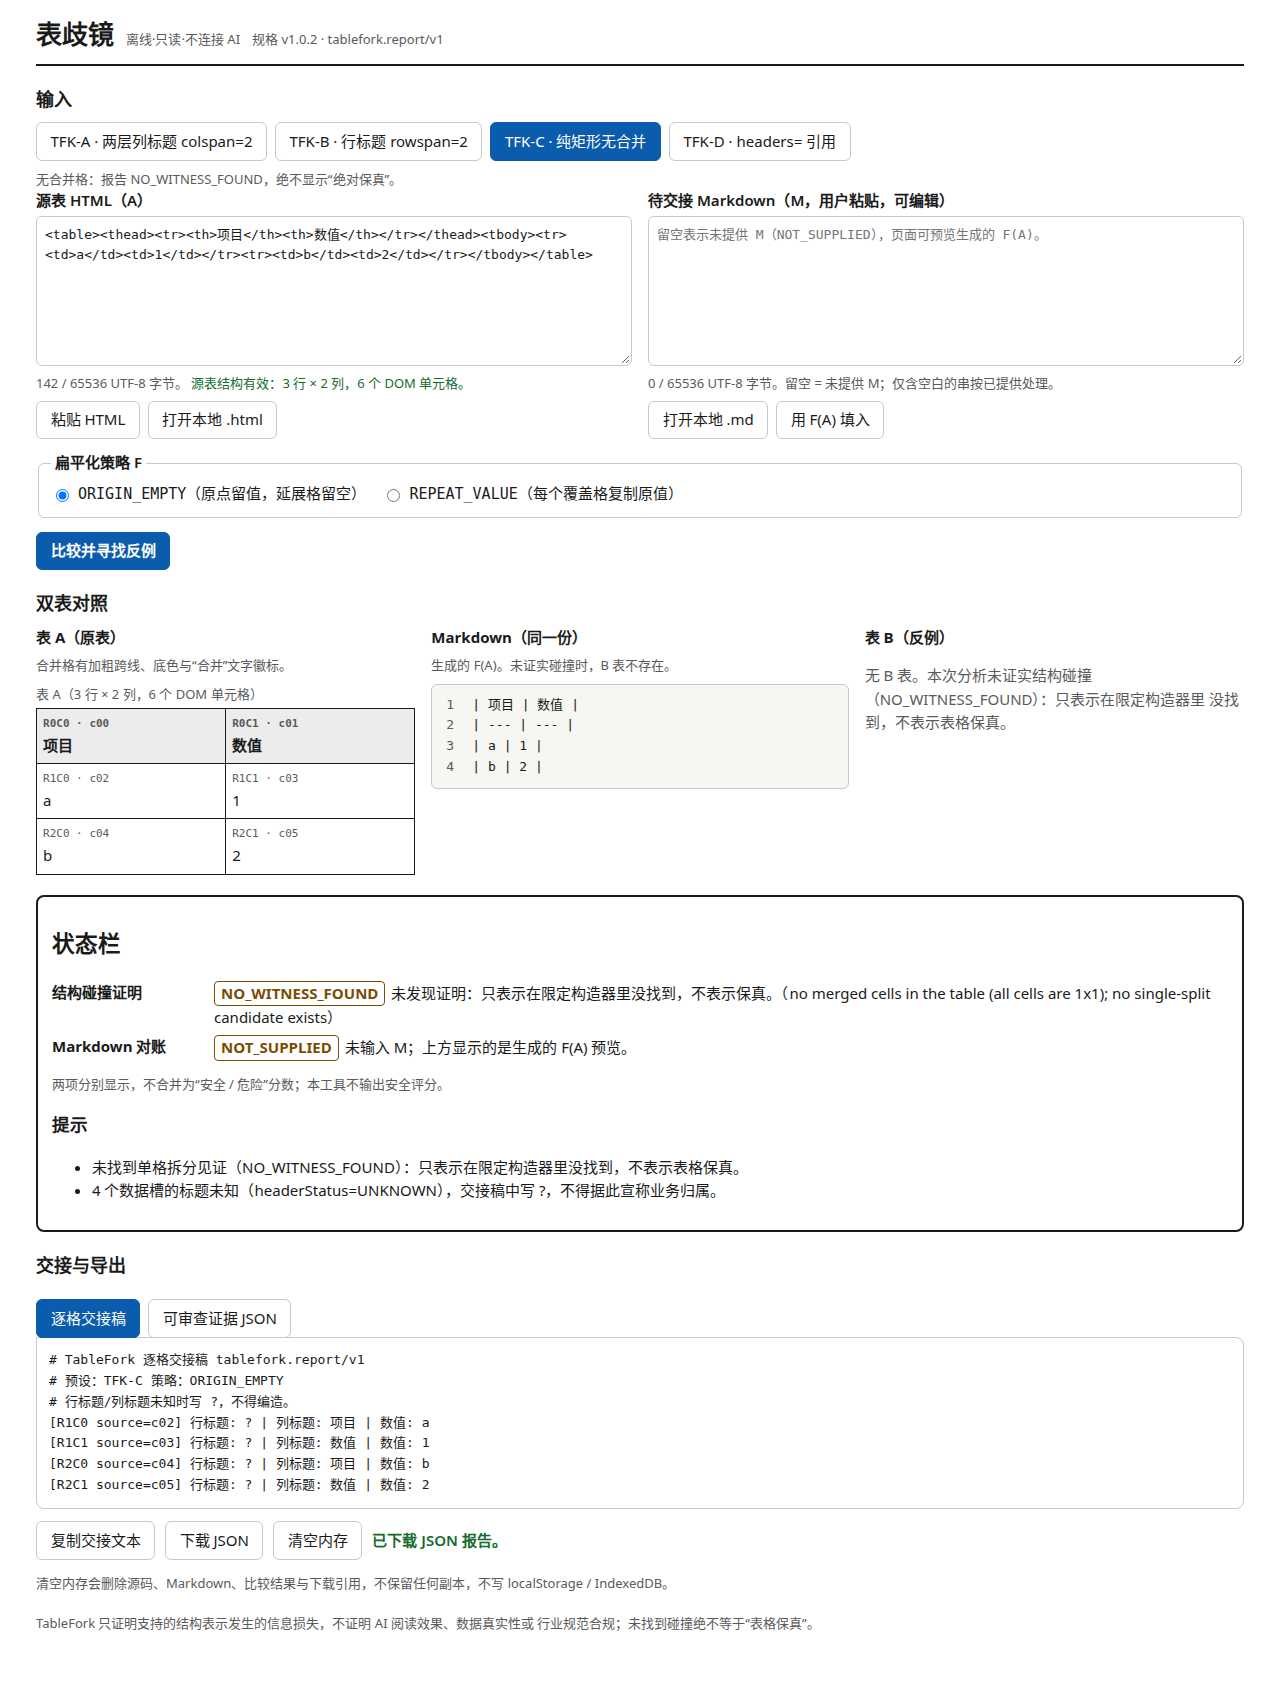 表歧镜 离线·只读·不连接 AI 规格 v1.0.2 · tablefork.report/v1
输入
TFK-A · 两层列标题 colspan=2 TFK-B · 行标题 rowspan=2 TFK-C · 纯矩形无合并 TFK-D · headers= 引用
无合并格：报告 NO_WITNESS_FOUND，绝不显示“绝对保真”。
源表 HTML（A）
<table><thead><tr><th>项目</th><th>数值</th></tr></thead><tbody><tr>
<td>a</td><td>1</td></tr><tr><td>b</td><td>2</td></tr></tbody></table>
142 / 65536 UTF-8 字节。 源表结构有效：3 行 × 2 列，6 个 DOM 单元格。
粘贴 HTML 打开本地 .html
待交接 Markdown（M，用户粘贴，可编辑）
留空表示未提供 M（NOT_SUPPLIED），页面可预览生成的 F(A)。
0 / 65536 UTF-8 字节。留空 = 未提供 M；仅含空白的串按已提供处理。
打开本地 .md 用 F(A) 填入
扁平化策略 F
ORIGIN_EMPTY（原点留值，延展格留空） REPEAT_VALUE（每个覆盖格复制原值）
比较并寻找反例
双表对照
表 A（原表）
合并格有加粗跨线、底色与“合并”文字徽标。
表 A（3 行 × 2 列，6 个 DOM 单元格）
R0C0 · c00 R0C1 · c01
项目 数值
R1C0 · c02 R1C1 · c03
a 1
R2C0 · c04 R2C1 · c05
b 2
Markdown（同一份）
生成的 F(A)。未证实碰撞时，B 表不存在。
1 | 项目 | 数值 |
2 | --- | --- |
3 | a | 1 |
4 | b | 2 |
表 B（反例）
无 B 表。本次分析未证实结构碰撞
（NO_WITNESS_FOUND）：只表示在限定构造器里 没找
到，不表示表格保真。
状态栏
结构碰撞证明 NO_WITNESS_FOUND 未发现证明：只表示在限定构造器里没找到，不表示保真。（no merged cells in the table (all cells are 1x1); no single-split
candidate exists）
Markdown 对账 NOT_SUPPLIED 未输入 M；上方显示的是生成的 F(A) 预览。
两项分别显示，不合并为“安全 / 危险”分数；本工具不输出安全评分。
提示
• 未找到单格拆分见证（NO_WITNESS_FOUND）：只表示在限定构造器里没找到，不表示表格保真。
• 4 个数据槽的标题未知（headerStatus=UNKNOWN），交接稿中写 ?，不得据此宣称业务归属。
交接与导出
逐格交接稿 可审查证据 JSON
# TableFork 逐格交接稿 tablefork.report/v1
# 预设：TFK-C 策略：ORIGIN_EMPTY
# 行标题/列标题未知时写 ?，不得编造。
[R1C0 source=c02] 行标题: ? | 列标题: 项目 | 数值: a
[R1C1 source=c03] 行标题: ? | 列标题: 数值 | 数值: 1
[R2C0 source=c04] 行标题: ? | 列标题: 项目 | 数值: b
[R2C1 source=c05] 行标题: ? | 列标题: 数值 | 数值: 2
复制交接文本 下载 JSON 清空内存 已下载 JSON 报告。
清空内存会删除源码、Markdown、比较结果与下载引用，不保留任何副本，不写 localStorage / IndexedDB。
TableFork 只证明支持的结构表示发生的信息损失，不证明 AI 阅读效果、数据真实性或 行业规范合规；未找到碰撞绝不等于“表格保真”。